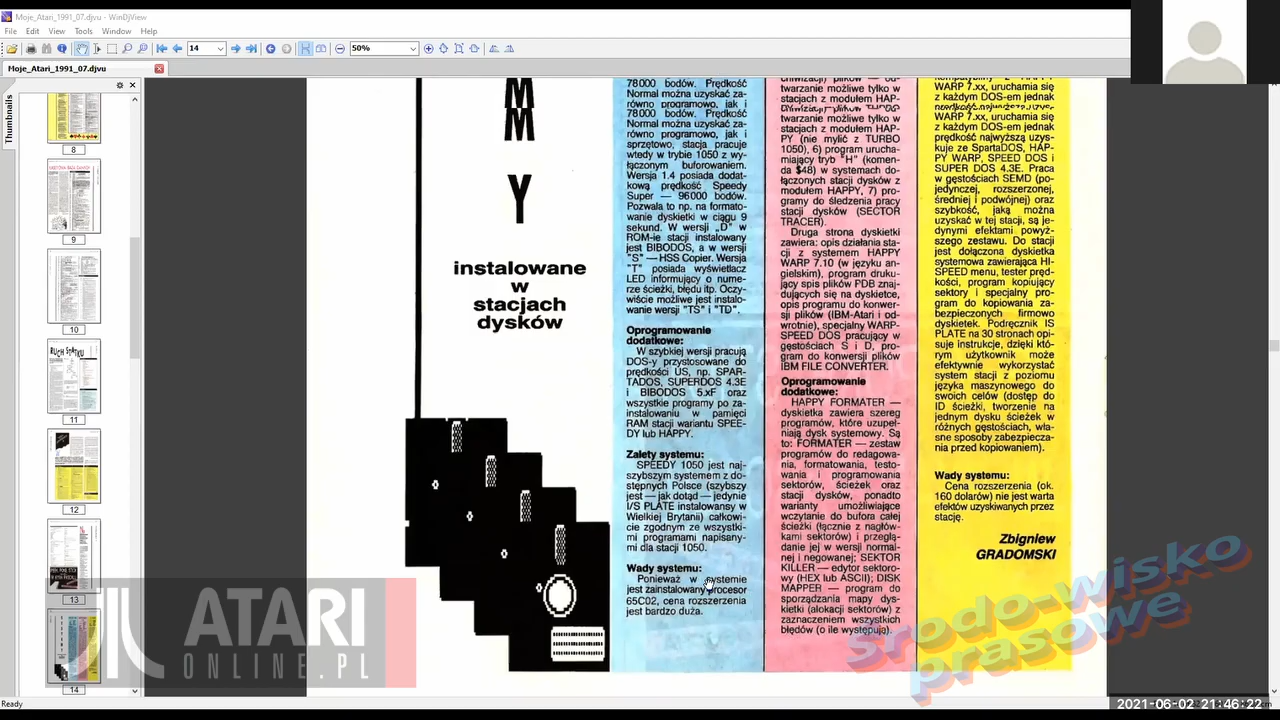 Moje_Atari_1991_07.djvu - WinDjView
File Edit View Tools Window Help
14
50%
Moje_Atari_1991_07.djvu
Thumbnails
8
9
10
RUCH SPRITKU
11
12
13
14
M
M
Y
instalowane
w
stacjach
dysków
78000 bodów. Prędkość
Normal można uzyskać za-
równo programowo, jak i
78000 bodów. Prędkość
Normal można uzyskać za-
równo programowo, jak i
sprzętowo, stacja pracuje
wtedy w trybie 1050 z wy-
łączonym buforowaniem.
Wersja 1.4 posiada dodat-
kową prędkość Speedy
Super — 96000 bodów.
Pozwala to np. na formato-
wanie dyskietki w ciągu 9
sekund. W wersji „D" w
ROM-ie stacji instalowany
jest BIBODOS, a w wersji
"S" — HSS Copier. Wersja
"T" posiada wyświetlacz
LED informujący o nume-
rze ścieżki, błędu itp. Oczy-
wiście możliwe jest instalo-
wanie wersji "TS" i "TD".
Oprogramowanie
dodatkowe:
W szybkiej wersji pracują
DOS-y przystosowane do
prędkości US, np. SPAR-
TADOS, SUPERDOS 4.3E
i BIBODOS 5.xF oraz
wszystkie programy po za-
instalowaniu w pamięci
RAM stacji wariantu SPEE-
DY lub HAPPY.
Zalety systemu:
SPEEDY 1050 jest naj-
szybszym systemem z do-
stępnych Polsce (szybszy
jest — jak dotąd — jedynie
I/S PLATE instalowansy w
Wielkiej Brytanii) całkowi-
cie zgodnym ze wszystki-
mi programami napisany-
mi dla stacji 1050.
Wady systemu:
Ponieważ w systemie
jest zainstalowany procesor
65C02, cena rozszerzenia
jest bardzo duża.
chiwizacji) plików — od-
twarzanie możliwe tylko w
stacjach z modułem HAP-
twarzanie możliwe tylko w
stacjach z modułem HAP-
PY (nie mylić z TURBO
1050), 6) program urucha-
miający tryb "H" (komen-
da $48) w systemach do-
łączonych stacji dysków z
modułem HAPPY, 7) pro-
gramy do śledzenia pracy
stacji dysków (SECTOR
TRACER).
Druga strona dyskietki
zawiera: opis działania sta-
cji z systemem HAPPY
WARP 7.10 (w języku an-
gielskim), program druku-
jący spis plików PDB znaj-
dujących się na dyskietce,
opis programu do konwer-
sji plików (IBM-Atari i od-
wrotnie), specjalny WARP-
SPEED DOS pracujący w
gęstościach S i D, pro-
gram do konwersji plików
IBM FILE CONVERTER.
Oprogramowanie
dodatkowe:
HAPPY FORMATER —
dyskietka zawiera szereg
programów, które uzupeł-
niają dysk systemowy. Są
to: FORMATER — zestaw
programów do redagowa-
nia, formatowania, testo-
wania i programowania
sektorów, ścieżek oraz
stacji dysków, ponadto
warianty umożliwiające
wczytanie do bufora całej
ścieżki (łącznie z nagłów-
kami sektorów) i przeglą-
danie jej w wersji normal-
nej i negowanej; SEKTOR
KILLER — edytor sektoro-
wy (HEX lub ASCII); DISK
MAPPER — program do
sporządzania mapy dys-
kietki (alokacji sektorów) z
zaznaczeniem wszystkich
błędów (o ile występują).
WARP 7.xx, uruchamia się
z każdym DOS-em jednak
WARP 7.xx, uruchamia się
z każdym DOS-em jednak
prędkość najwyższą uzys-
kuje ze SpartaDOS, HAP-
PY WARP, SPEED DOS i
SUPER DOS 4.3E. Praca
w gęstościach SEMD (po-
jedynczej, rozszerzonej,
średniej i podwójnej) oraz
szybkość, jaką można
uzyskać w tej stacji, są je-
dynymi efektami powyż-
szego zestawu. Do stacji
jest dołączona dyskietka
systemowa zawierająca HI-
SPEED menu, tester pręd-
kości, program kopiujący
sektory i specjalny pro-
gram do kopiowania za-
bezpieczonych firmowo
dyskietek. Podręcznik IS
PLATE na 30 stronach opi-
suje instrukcje, dzięki któ-
rym użytkownik może
efektywnie wykorzystać
system stacji z poziomu
języka maszynowego do
swoich celów (dostęp do
ID ścieżki, tworzenie na
jednym dysku ścieżek w
różnych gęstościach, wła-
sne sposoby zabezpiecza-
nia przed kopiowaniem).
Wady systemu:
Cena rozszerzenia (ok.
160 dolarów) nie jest warta
efektów uzyskiwanych przez
stację.
Zbigniew
GRADOMSKI
ATARI
ONLINE.PL
środo-wisko
prasowe
Ready
2021-06-02 21:46:22